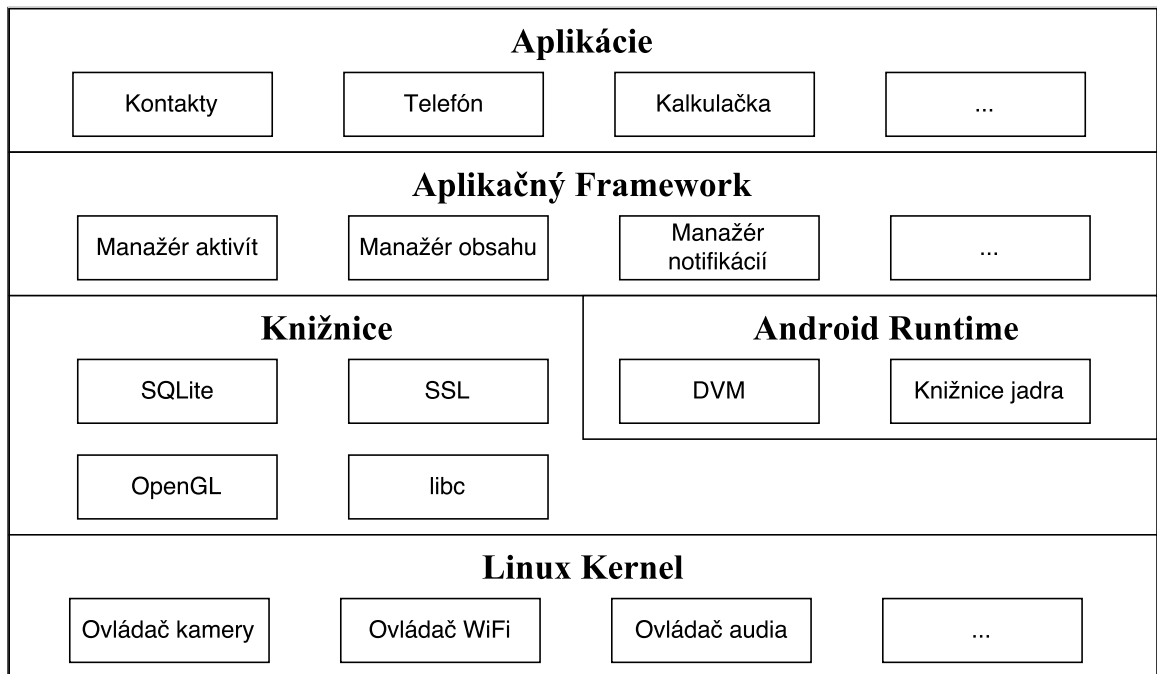 Aplikácie
Kontakty
Telefón
Kalkulačka
...
Aplikačný Framework
Manažér aktivít
Manažér obsahu
Manažér
notifikácií
...
Knižnice
SQLite
SSL
OpenGL
libc
Android Runtime
DVM
Knižnice jadra
Linux Kernel
Ovládač kamery
Ovládač WiFi
Ovládač audia
...